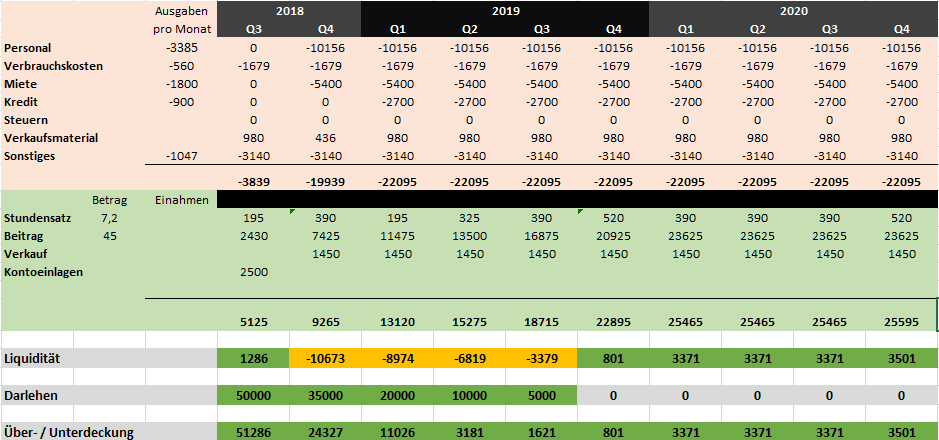 Ausgaben 2018 2019 2020
pro Monat Q3 Q4 Q1 Q2 Q3 Q4 Q1 Q2 Q3 Q4
Personal -3385 0 -10156 -10156 -10156 -10156 -10156 -10156 -10156 -10156 -10156
Verbrauchskosten -560 -1679 -1679 -1679 -1679 -1679 -1679 -1679 -1679 -1679 -1679
Miete -1800 0 -5400 -5400 -5400 -5400 -5400 -5400 -5400 -5400 -5400
Kredit -900 0 0 -2700 -2700 -2700 -2700 -2700 -2700 -2700 -2700
Steuern 0 0 0 0 0 0 0 0 0 0
Verkaufsmaterial 980 436 980 980 980 980 980 980 980 980
Sonstiges -1047 -3140 -3140 -3140 -3140 -3140 -3140 -3140 -3140 -3140 -3140
-3839 -19939 -22095 -22095 -22095 -22095 -22095 -22095 -22095 -22095
Betrag Einahmen
Stundensatz 7,2 195 390 195 325 390 520 390 390 390 520
Beitrag 45 2430 7425 11475 13500 16875 20925 23625 23625 23625 23625
Verkauf 1450 1450 1450 1450 1450 1450 1450 1450 1450
Kontoeinlagen 2500
5125 9265 13120 15275 18715 22895 25465 25465 25465 25595
Liquidität 1286 -10673 -8974 -6819 -3379 801 3371 3371 3371 3501
Darlehen 50000 35000 20000 10000 5000 0 0 0 0 0
Über- / Unterdeckung 51286 24327 11026 3181 1621 801 3371 3371 3371 3501